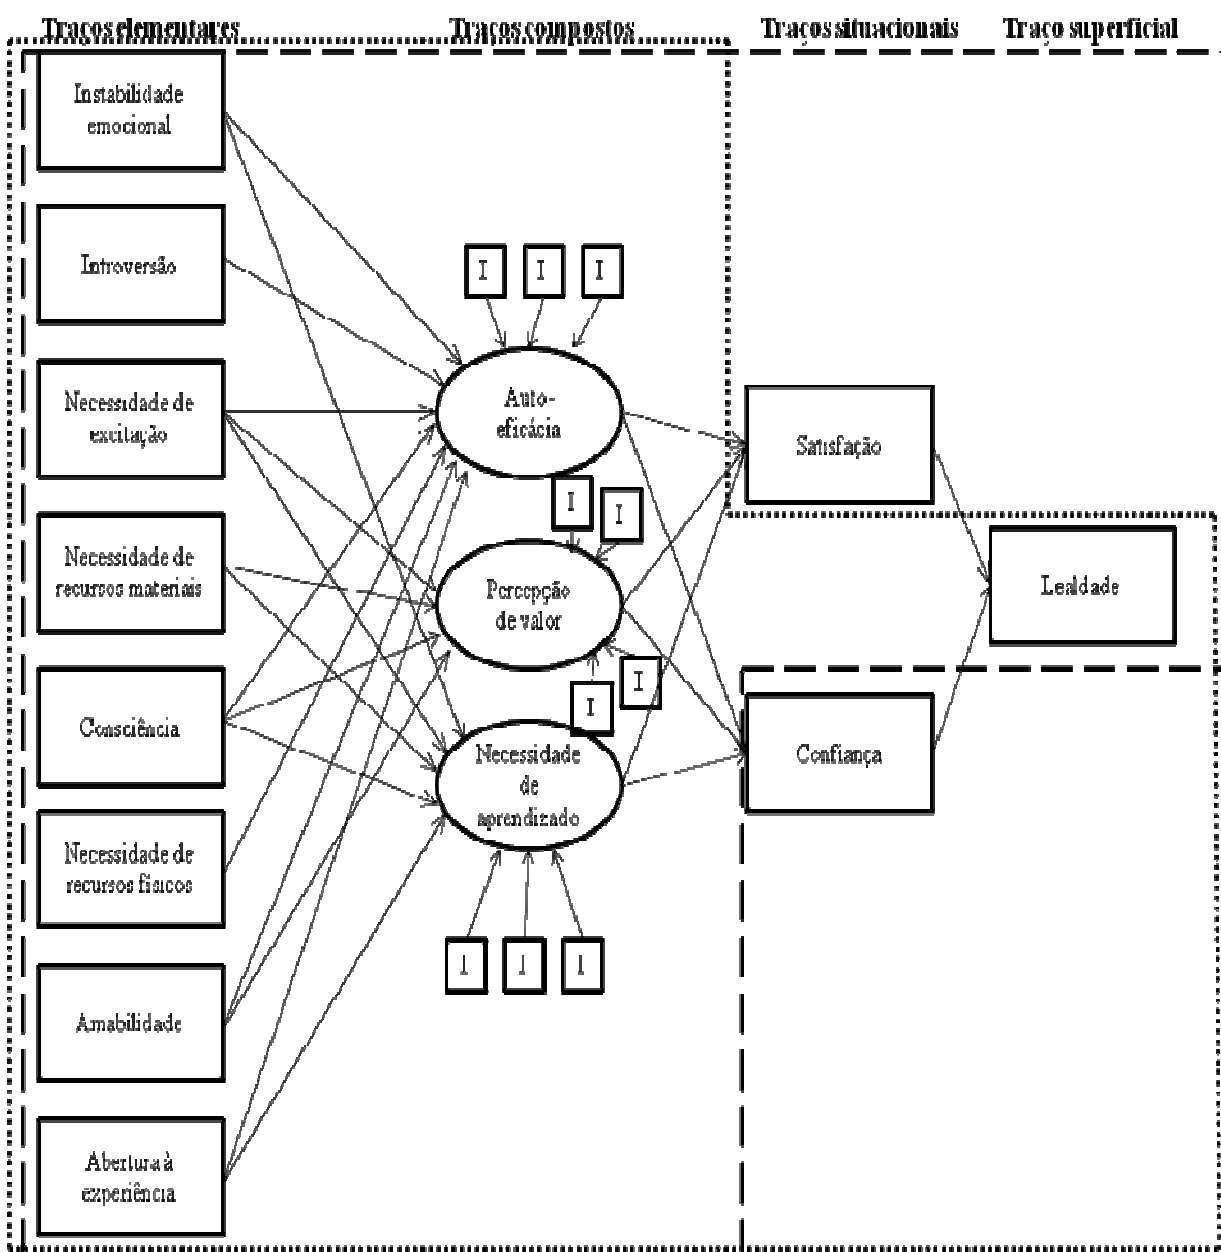 Traços elementares
Traços compostos
Traços situacionais
Traço superficial
Instabilidade
emocional
Introversão
Necessidade de
excitação
Necessidade de
recursos materiais
Consciência
Necessidade de
recursos físicos
Amabilidade
Abertura à
experiência
I
I
I
Auto-
eficácia
I
I
Percepção
de valor
I
I
Necessidade
de
aprendizado
I
I
I
Satisfação
Confiança
Lealdade